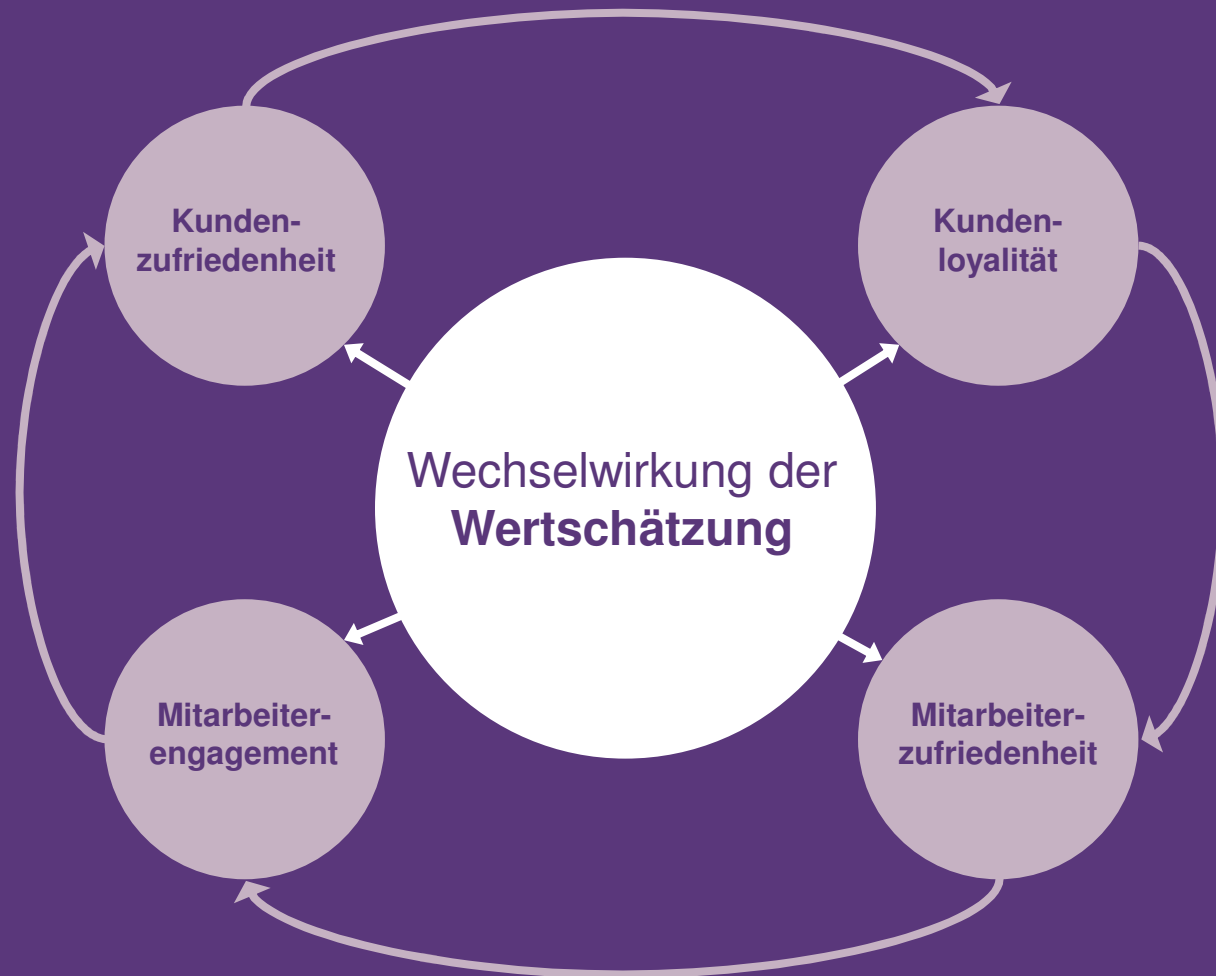 Kunden-
zufriedenheit
Kunden-
loyalität
Wechselwirkung der
Wertschätzung
Mitarbeiter-
engagement
Mitarbeiter-
zufriedenheit